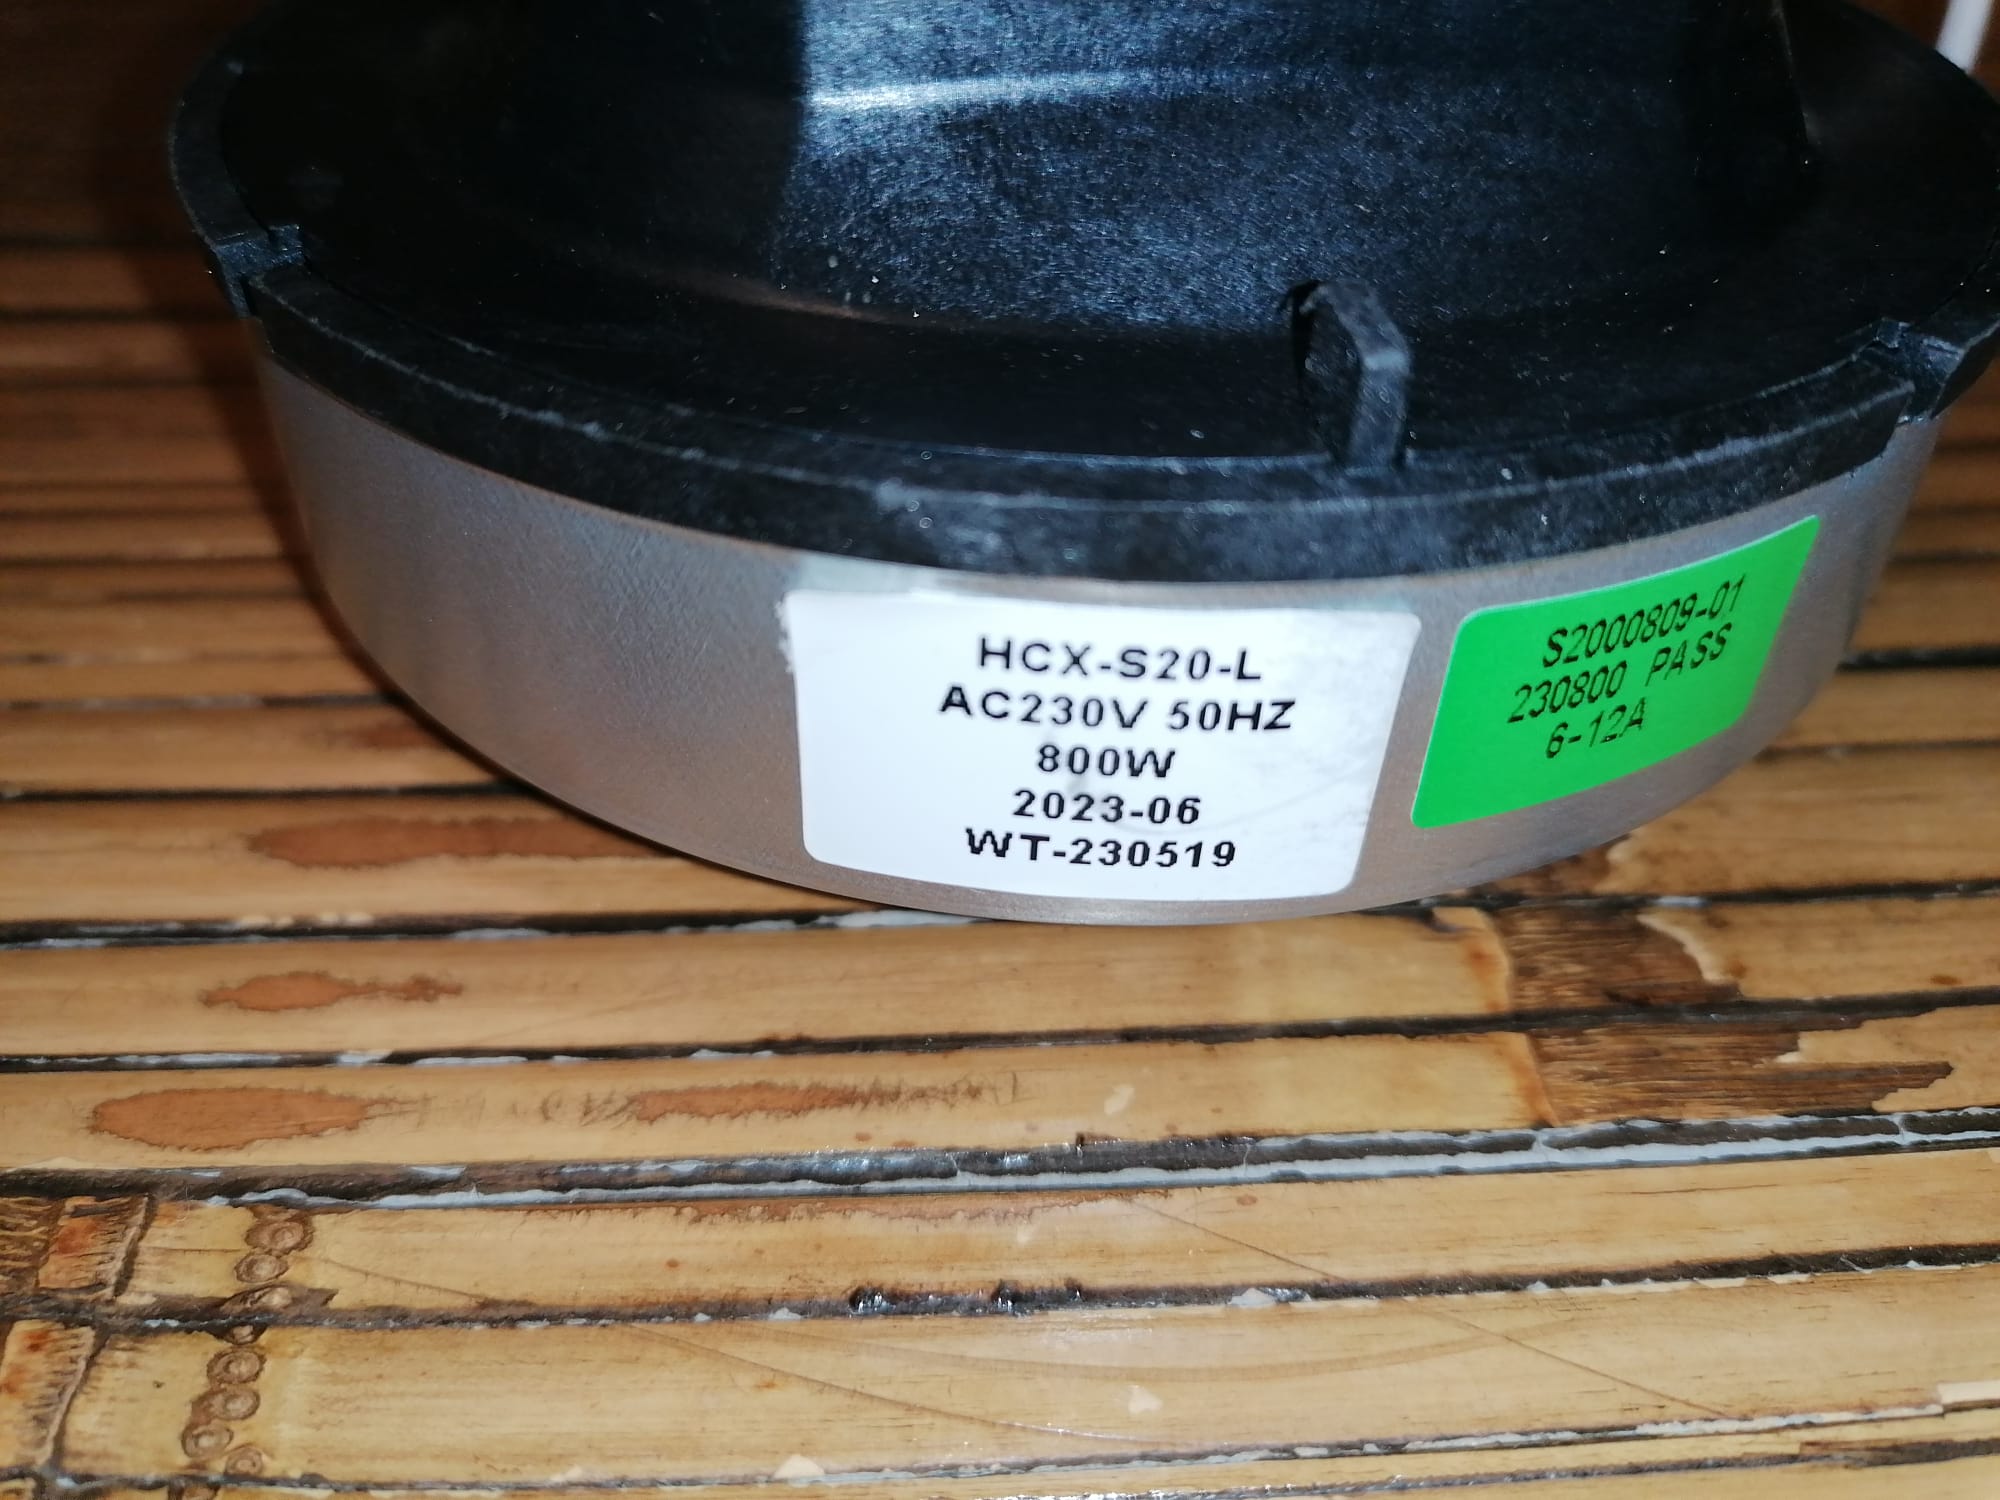 HCX-S20-L
AC230V 50HZ
800W
2023-06
WT-230519
S2000809-01
230800 PASS
6-12A